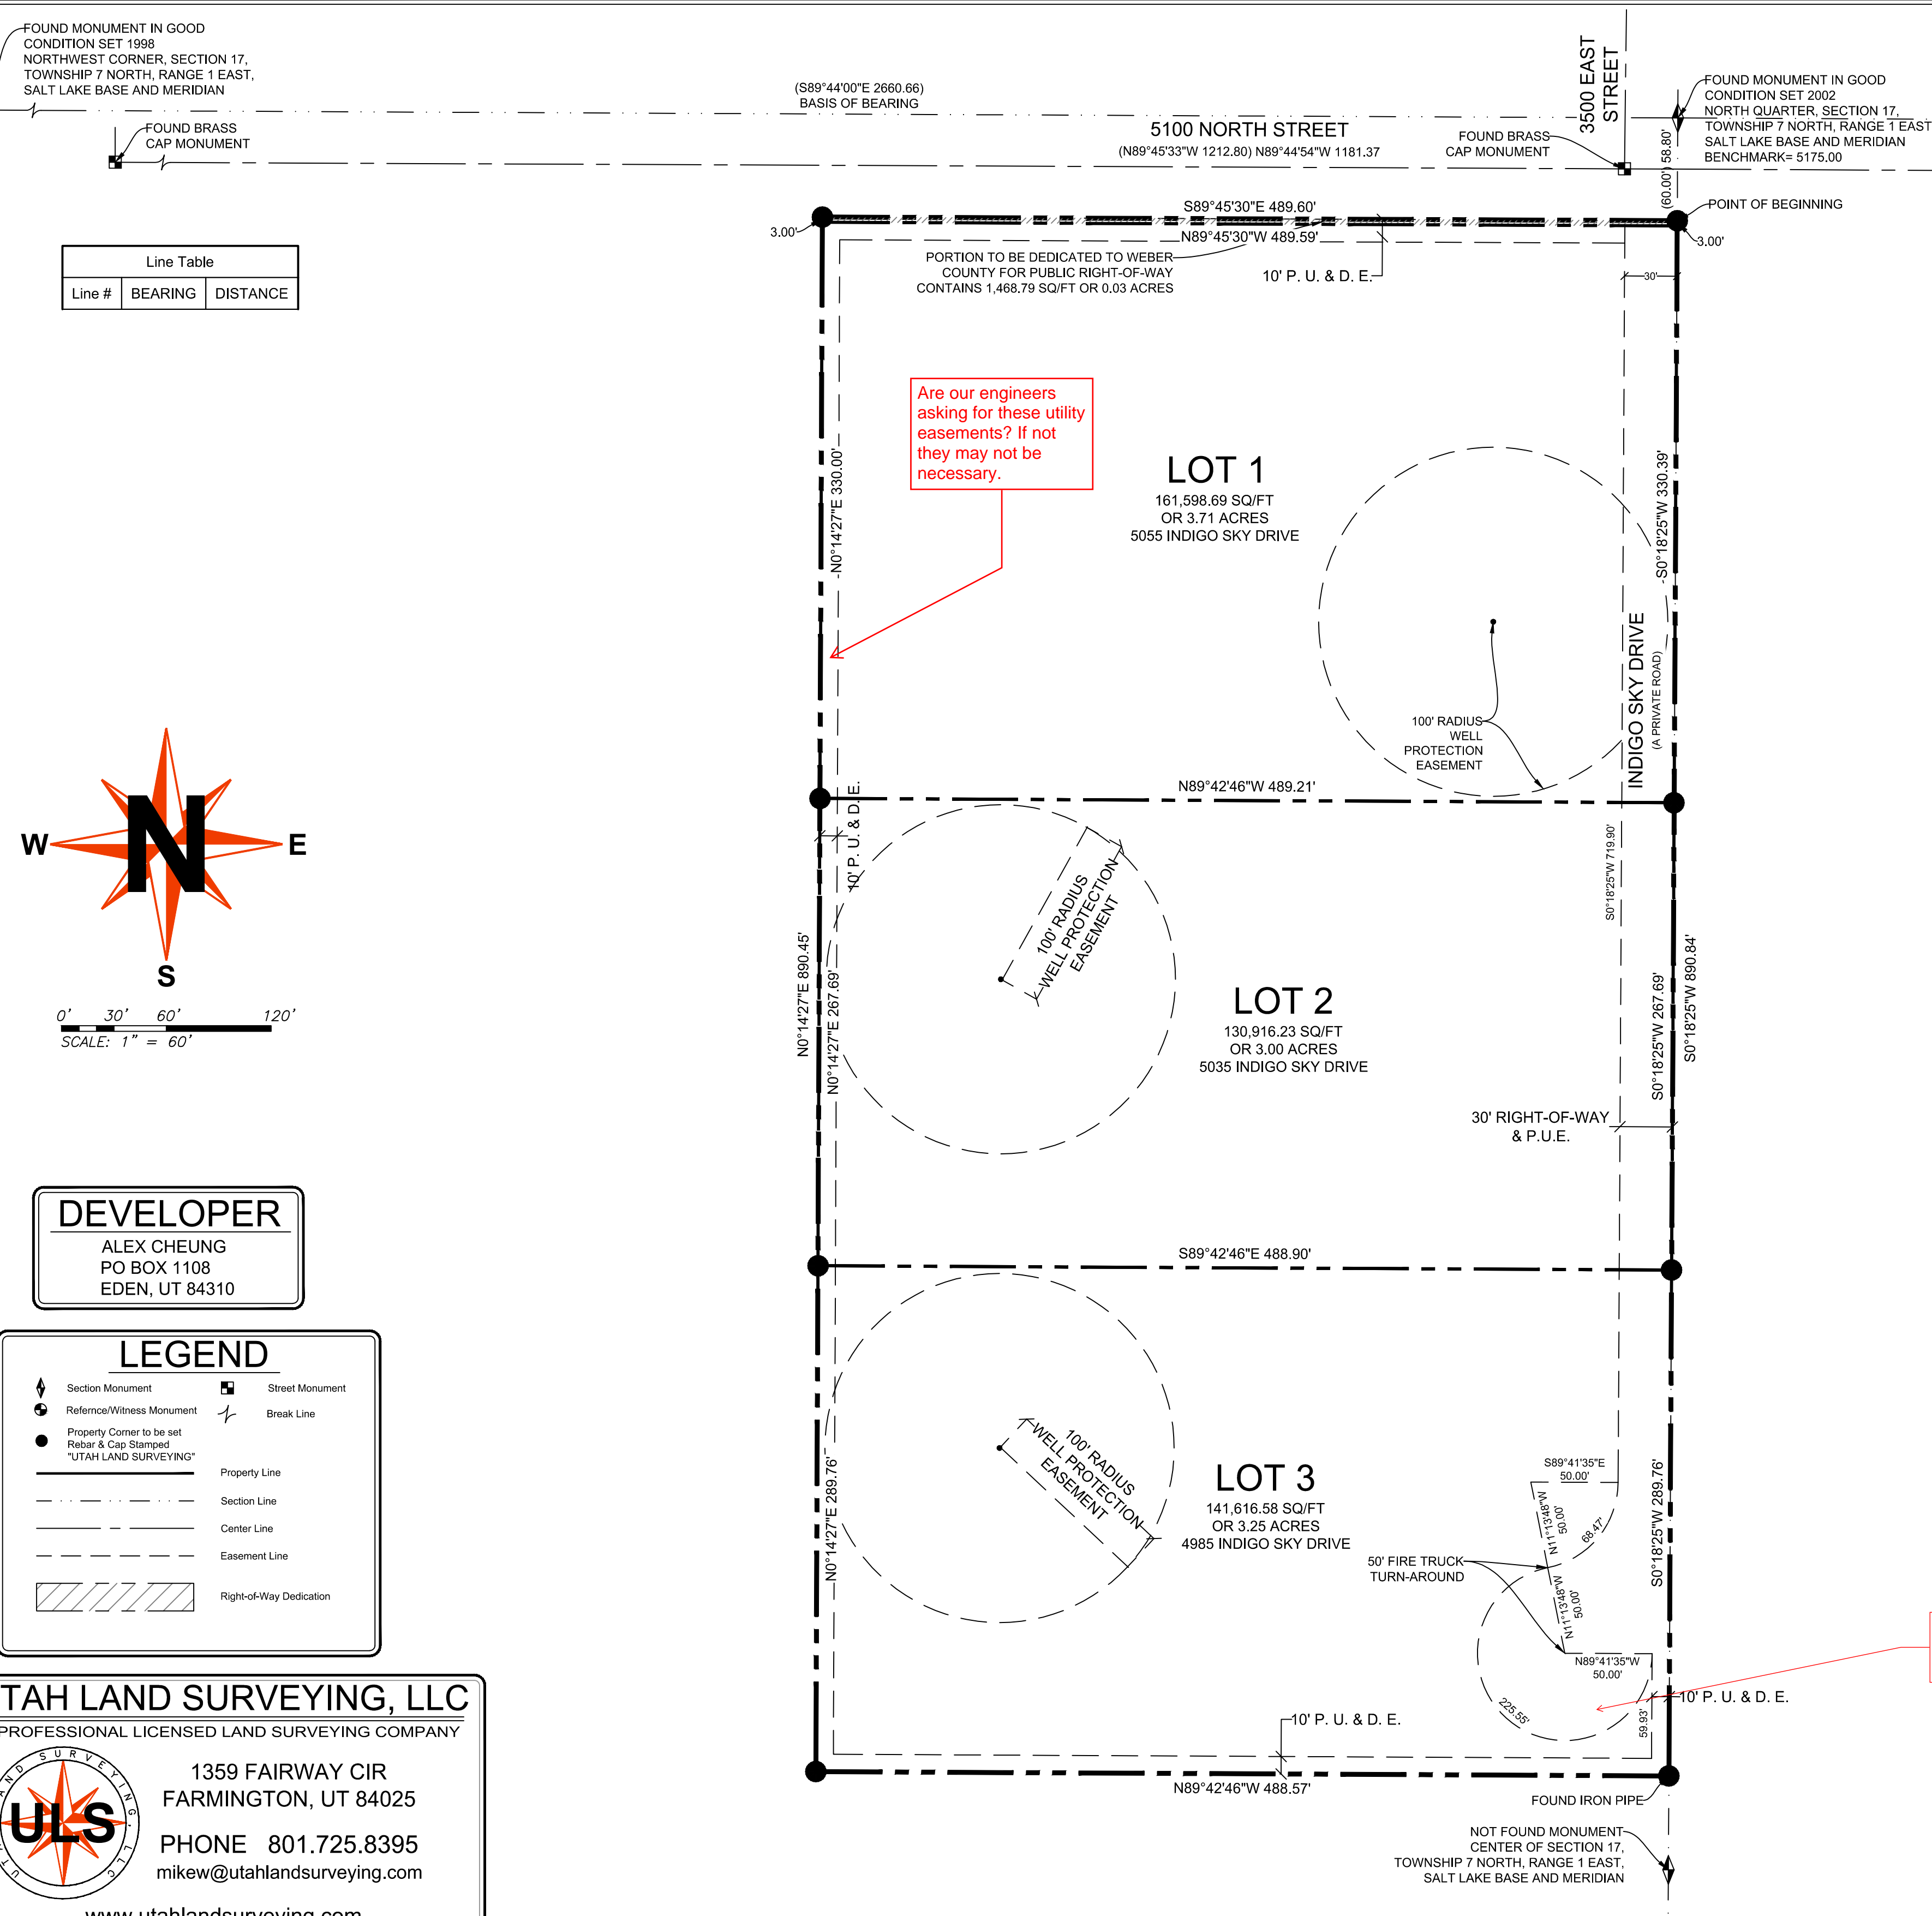 FOUND MONUMENT IN GOOD
CONDITION SET 1998
NORTHWEST CORNER, SECTION 17,
TOWNSHIP 7 NORTH, RANGE 1 EAST,
SALT LAKE BASE AND MERIDIAN
FOUND BRASS
CAP MONUMENT
(S89°44'00"E 2660.66)
BASIS OF BEARING
5100 NORTH STREET
(N89°45'33"W 1212.80) N89°44'54"W 1181.37
FOUND BRASS
CAP MONUMENT
3500 EAST
STREET
(60.00') 58.80'
FOUND MONUMENT IN GOOD
CONDITION SET 2002
NORTH QUARTER, SECTION 17,
TOWNSHIP 7 NORTH, RANGE 1 EAST
SALT LAKE BASE AND MERIDIAN
BENCHMARK= 5175.00
POINT OF BEGINNING
3.00'
3.00'
S89°45'30"E 489.60'
N89°45'30"W 489.59'
PORTION TO BE DEDICATED TO WEBER
COUNTY FOR PUBLIC RIGHT-OF-WAY
CONTAINS 1,468.79 SQ/FT OR 0.03 ACRES
10' P. U. & D. E.
30'
Line Table
Line # BEARING DISTANCE
Are our engineers
asking for these utility
easements? If not
they may not be
necessary.
N0°14'27"E 330.00'
LOT 1
161,598.69 SQ/FT
OR 3.71 ACRES
5055 INDIGO SKY DRIVE
S0°18'25"W 330.39'
INDIGO SKY DRIVE
(A PRIVATE ROAD)
100' RADIUS
WELL
PROTECTION
EASEMENT
N89°42'46"W 489.21'
10' P. U. & D. E.
S0°18'25"W 719.90'
N
W
E
S
0' 30' 60' 120'
SCALE: 1" = 60'
100' RADIUS
WELL PROTECTION
EASEMENT
N0°14'27"E 890.45'
N0°14'27"E 267.69'
LOT 2
130,916.23 SQ/FT
OR 3.00 ACRES
5035 INDIGO SKY DRIVE
S0°18'25"W 267.69'
S0°18'25"W 890.84'
30' RIGHT-OF-WAY
& P.U.E.
S89°42'46"E 488.90'
DEVELOPER
ALEX CHEUNG
PO BOX 1108
EDEN, UT 84310
LEGEND
Section Monument
Street Monument
Refernce/Witness Monument
Break Line
Property Corner to be set
Rebar & Cap Stamped
"UTAH LAND SURVEYING"
Property Line
Section Line
Center Line
Easement Line
Right-of-Way Dedication
N0°14'27"E 289.76'
100' RADIUS
WELL PROTECTION
EASEMENT
LOT 3
141,616.58 SQ/FT
OR 3.25 ACRES
4985 INDIGO SKY DRIVE
S89°41'35"E
50.00'
N11°13'48"W
50.00'
68.47'
S0°18'25"W 289.76'
50' FIRE TRUCK
TURN-AROUND
N11°13'48"W
50.00'
N89°41'35"W
50.00'
225.55'
59.93'
10' P. U. & D. E.
10' P. U. & D. E.
N89°42'46"W 488.57'
FOUND IRON PIPE
NOT FOUND MONUMENT
CENTER OF SECTION 17,
TOWNSHIP 7 NORTH, RANGE 1 EAST,
SALT LAKE BASE AND MERIDIAN
TAH LAND SURVEYING, LLC
PROFESSIONAL LICENSED LAND SURVEYING COMPANY
ULS
1359 FAIRWAY CIR
FARMINGTON, UT 84025
PHONE 801.725.8395
mikew@utahlandsurveying.com
www.utahlandsurveying.com